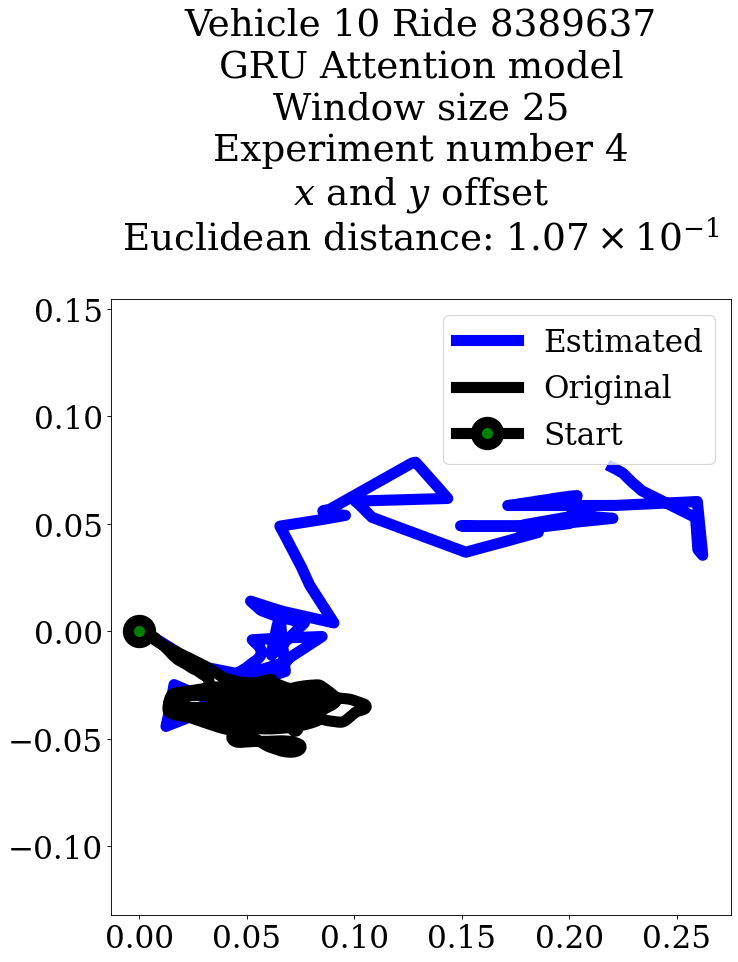 Vehicle 10 Ride 8389637
GRU Attention model
Window size 25
Experiment number 4
x and y offset
Euclidean distance: 1.07 × 10⁻¹
Estimated
Original
Start
0.15
0.10
0.05
0.00
−0.05
−0.10
0.00 0.05 0.10 0.15 0.20 0.25